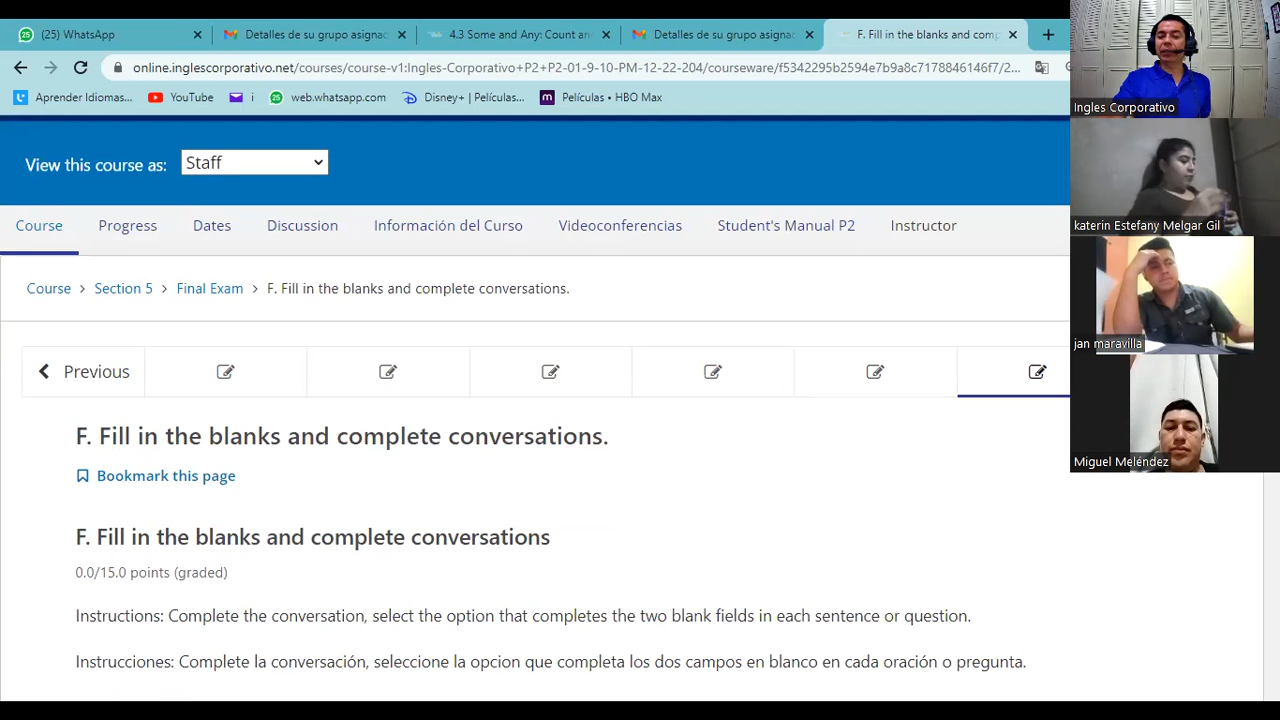 (25) WhatsApp
Detalles de su grupo asigna
Some and Any: Count and
Detalles de su grupo asigna
F. Fill in the blanks and comp
online.inglescorporativo.net/courses/course-v1:Ingles-Corporativo+P2+P2-01-9-10-PM-12-22-204/courseware/f5342295b2594e7b9a8c7178846146f7/2...
Aprender Idiomas...
YouTube
i
web.whatsapp.com
Disney+ | Películas...
Películas • HBO Max
View this course as:
Staff
Course
Progress
Dates
Discussion
Información del Curso
Videoconferencias
Student's Manual P2
Instructor
Course > Section 5 > Final Exam > F. Fill in the blanks and complete conversations.
Previous
F. Fill in the blanks and complete conversations.
Bookmark this page
F. Fill in the blanks and complete conversations
0.0/15.0 points (graded)
Instructions: Complete the conversation, select the option that completes the two blank fields in each sentence or question.
Instrucciones: Complete la conversación, seleccione la opcion que completa los dos campos en blanco en cada oración o pregunta.
Ingles Corporativo
katerin Estefany Melgar Gil
jan maravilla
Miguel Meléndez